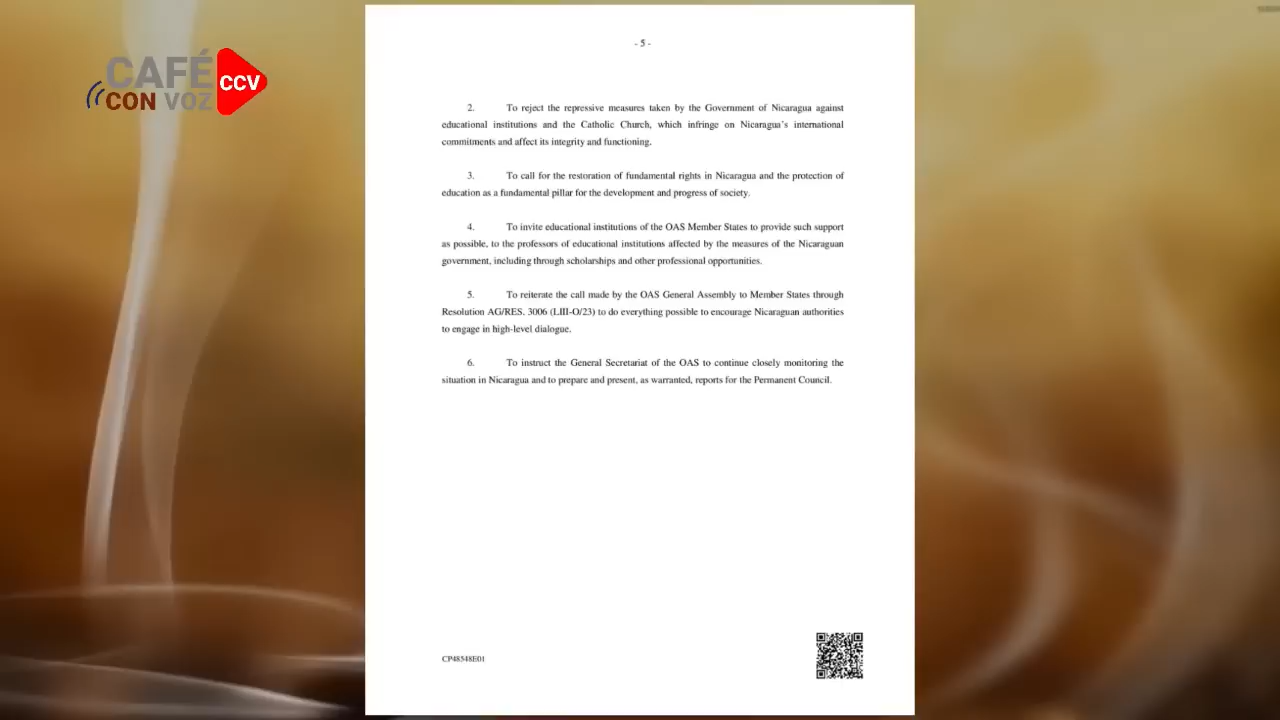 CAFÉ
CON VOZ
CCV
- 5 -
2. To reject the repressive measures taken by the Government of Nicaragua against
educational institutions and the Catholic Church, which infringe on Nicaragua's international
commitments and affect its integrity and functioning.
3. To call for the restoration of fundamental rights in Nicaragua and the protection of
education as a fundamental pillar for the development and progress of society.
4. To invite educational institutions of the OAS Member States to provide such support
as possible, to the professors of educational institutions affected by the measures of the Nicaraguan
government, including through scholarships and other professional opportunities.
5. To reiterate the call made by the OAS General Assembly to Member States through
Resolution AG/RES. 3006 (LIII-O/23) to do everything possible to encourage Nicaraguan authorities
to engage in high-level dialogue.
6. To instruct the General Secretariat of the OAS to continue closely monitoring the
situation in Nicaragua and to prepare and present, as warranted, reports for the Permanent Council.
CP48548E01